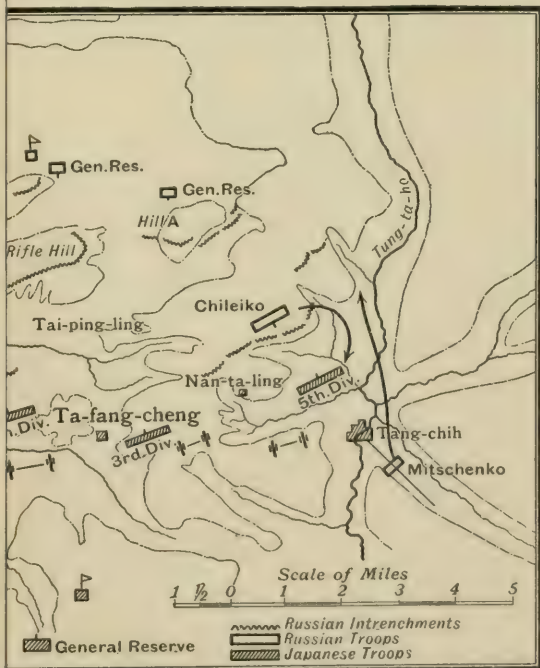 Gen.Res.
Gen.Res.
Hill A
Rifle Hill
Tung-ta-ho
Chileiko
Tai-ping-ling
Nan-ta-ling
5th. Div.
Div.
Ta-fang-cheng
3rd. Div.
Tang-chih
Mitschenko
Scale of Miles
1 1/2 0 1 2 3 4 5
Russian Intrenchments
Russian Troops
Japanese Troops
General Reserve